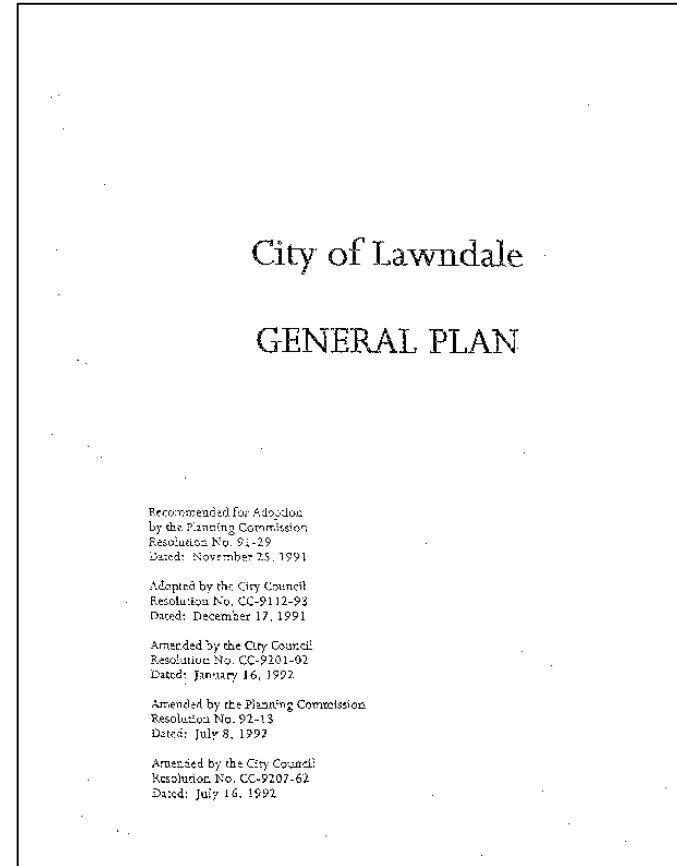 City of Lawndale
GENERAL PLAN
Recommended for Adoption
by the Planning Commission
Resolution No. 91-29
Dated: November 25, 1991
Adopted by the City Council
Resolution No. CC-9112-93
Dated: December 17, 1991
Amended by the City Council
Resolution No. CC-9201-02
Dated: January 16, 1992
Amended by the Planning Commission
Resolution No. 92-13
Dated: July 8, 1992
Amended by the City Council
Resolution No. CC-9207-62
Dated: July 16, 1992